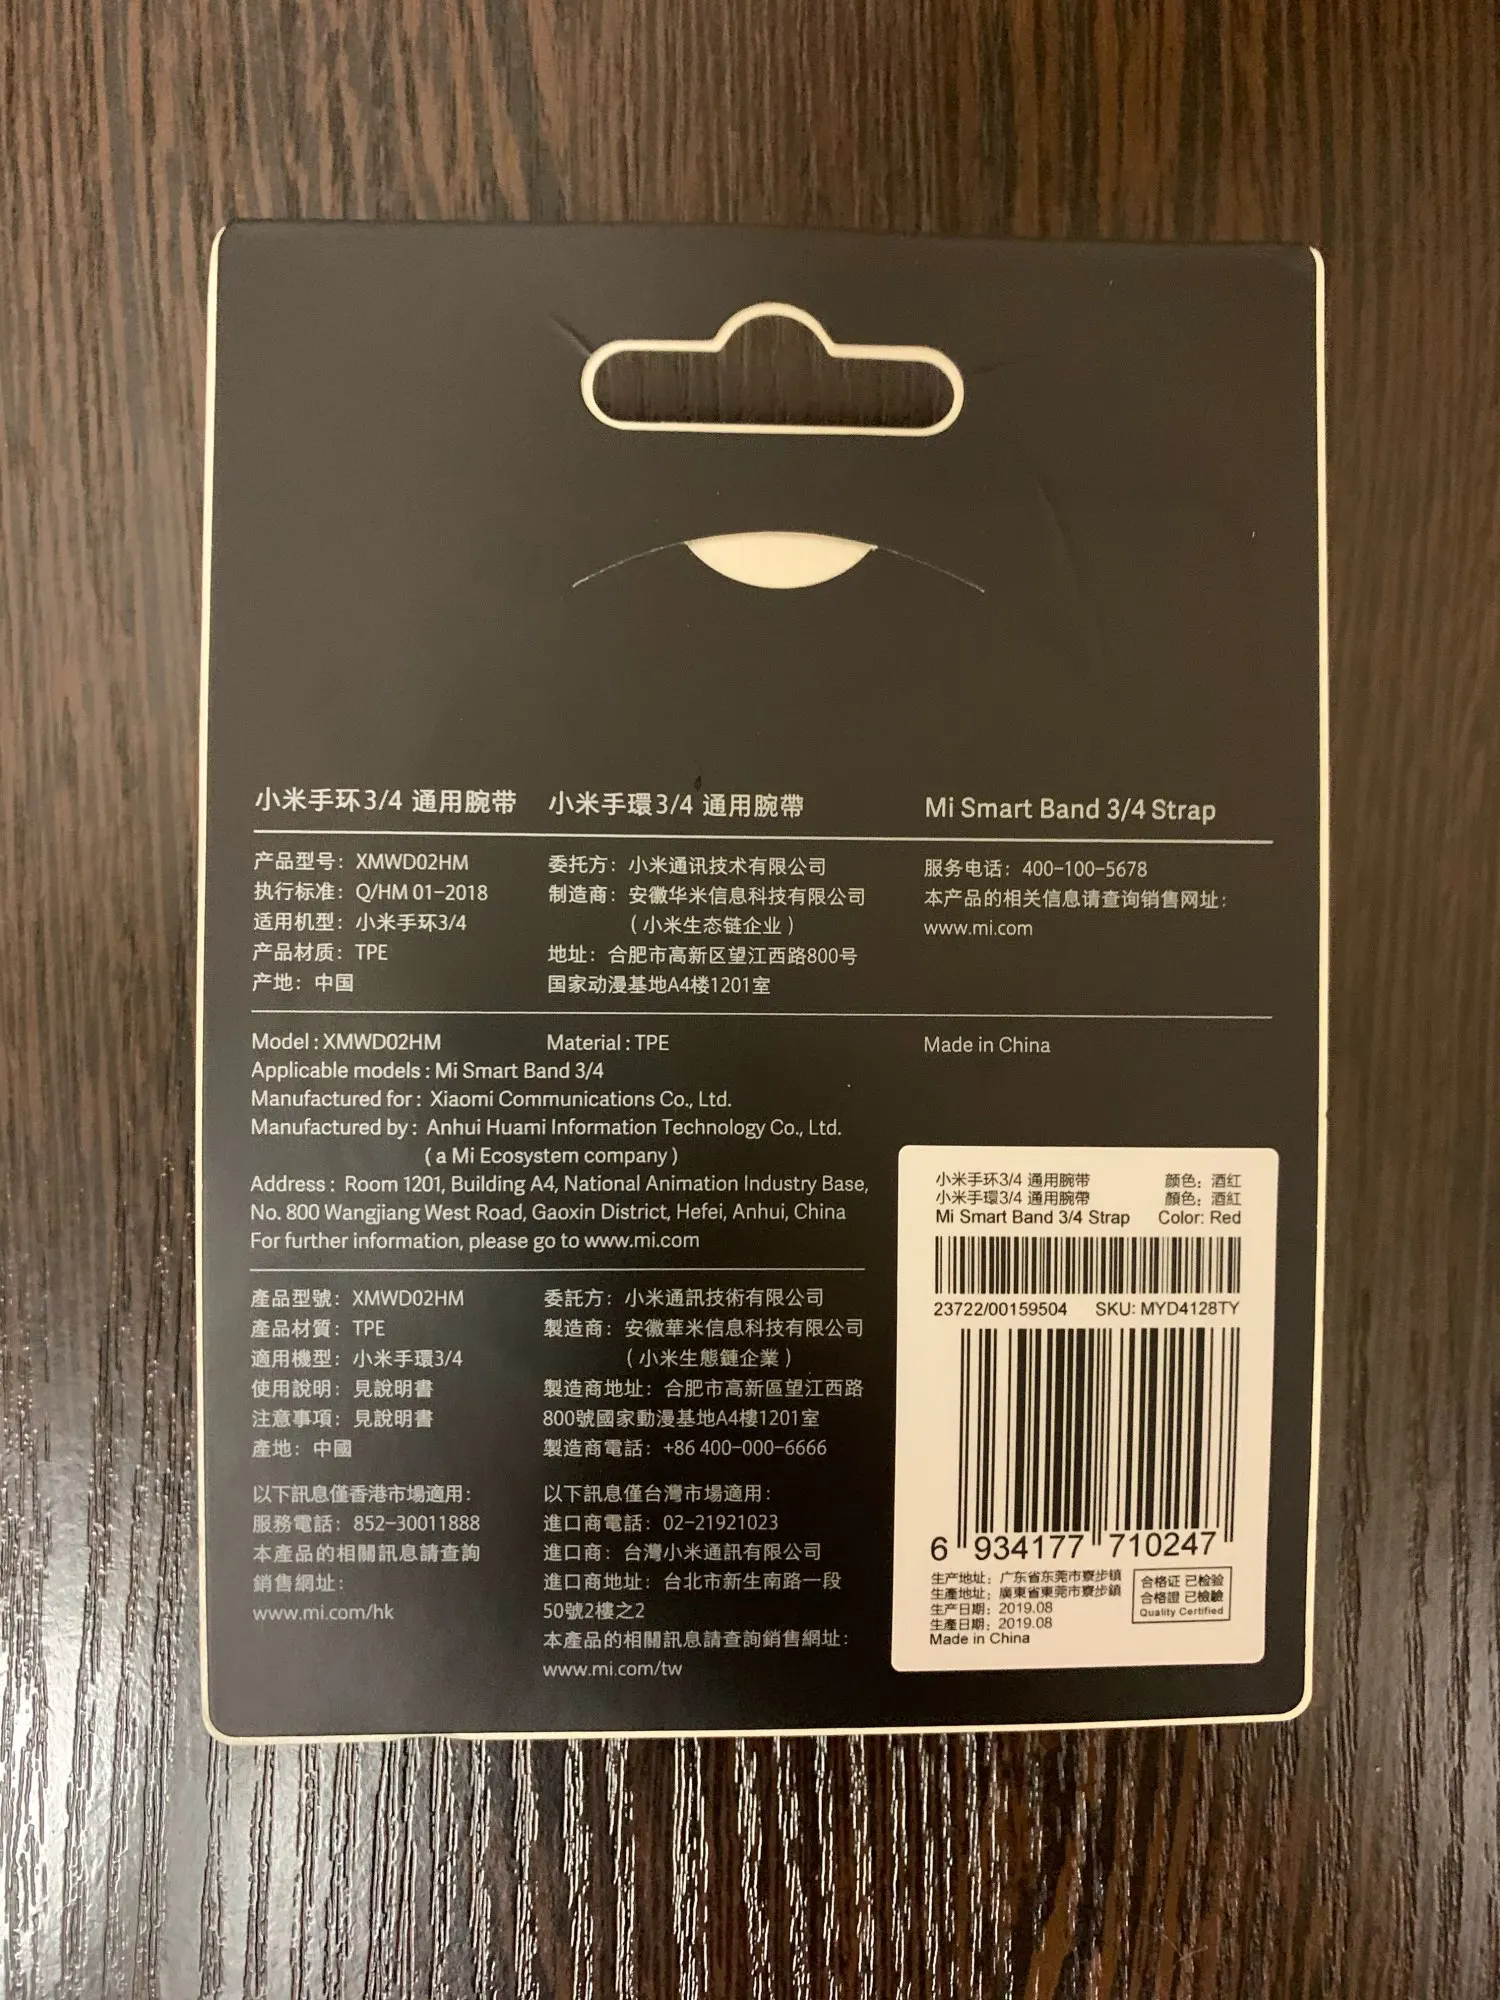 小米手环3/4 通用腕带
小米手環3/4 通用腕帶
Mi Smart Band 3/4 Strap
产品型号：XMWD02HM
执行标准：Q/HM 01-2018
适用机型：小米手环3/4
产品材质：TPE
产地：中国
委托方：小米通讯技术有限公司
制造商：安徽华米信息科技有限公司
（小米生态链企业）
地址：合肥市高新区望江西路800号
国家动漫基地A4楼1201室
服务电话：400-100-5678
本产品的相关信息请查询销售网址：
www.mi.com
Model : XMWD02HM
Material : TPE
Made in China
Applicable models : Mi Smart Band 3/4
Manufactured for : Xiaomi Communications Co., Ltd.
Manufactured by : Anhui Huami Information Technology Co., Ltd.
( a Mi Ecosystem company )
Address : Room 1201, Building A4, National Animation Industry Base,
No. 800 Wangjiang West Road, Gaoxin District, Hefei, Anhui, China
For further information, please go to www.mi.com
產品型號：XMWD02HM
產品材質：TPE
適用機型：小米手環3/4
使用說明：見說明書
注意事項：見說明書
產地：中國
委託方：小米通訊技術有限公司
製造商：安徽華米信息科技有限公司
（小米生態鏈企業）
製造商地址：合肥市高新區望江西路
800號國家動漫基地A4樓1201室
製造商電話：+86 400-000-6666
以下訊息僅香港市場適用：
服務電話：852-30011888
本產品的相關訊息請查詢
銷售網址：
www.mi.com/hk
以下訊息僅台灣市場適用：
進口商電話：02-21921023
進口商：台灣小米通訊有限公司
進口商地址：台北市新生南路一段
50號2樓之2
本產品的相關訊息請查詢銷售網址：
www.mi.com/tw
小米手环3/4 通用腕带 颜色：酒红
小米手環3/4 通用腕帶 顏色：酒紅
Mi Smart Band 3/4 Strap Color: Red
23722/00159504 SKU: MYD4128TY
6 934177 710247
生产地址：广东省东莞市寮步镇
生產地址：廣東省東莞市寮步鎮
生产日期：2019.08
生產日期：2019.08
Made in China
合格证 已检验
合格證 已檢驗
Quality Certified